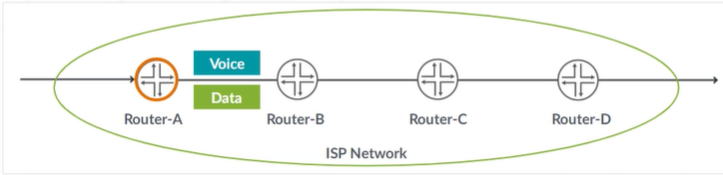 Voice
Data
Router-A Router-B Router-C Router-D
ISP Network